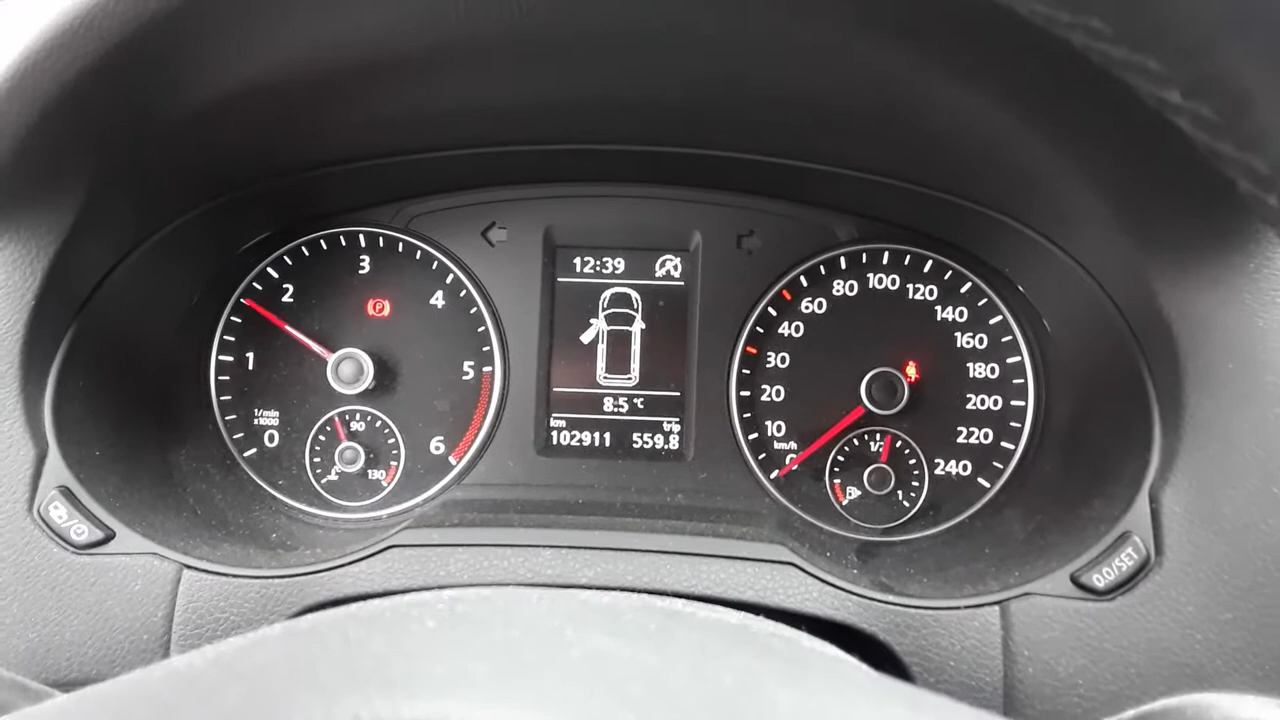 12:39
8.5 °C
km trip
102911 559.8
0 1 2 3 4 5 6
1/min
x1000
P
90
130
°C
0 10 20 30 40 60 80 100 120 140 160 180 200 220 240
km/h
1/2
1
0.0/SET